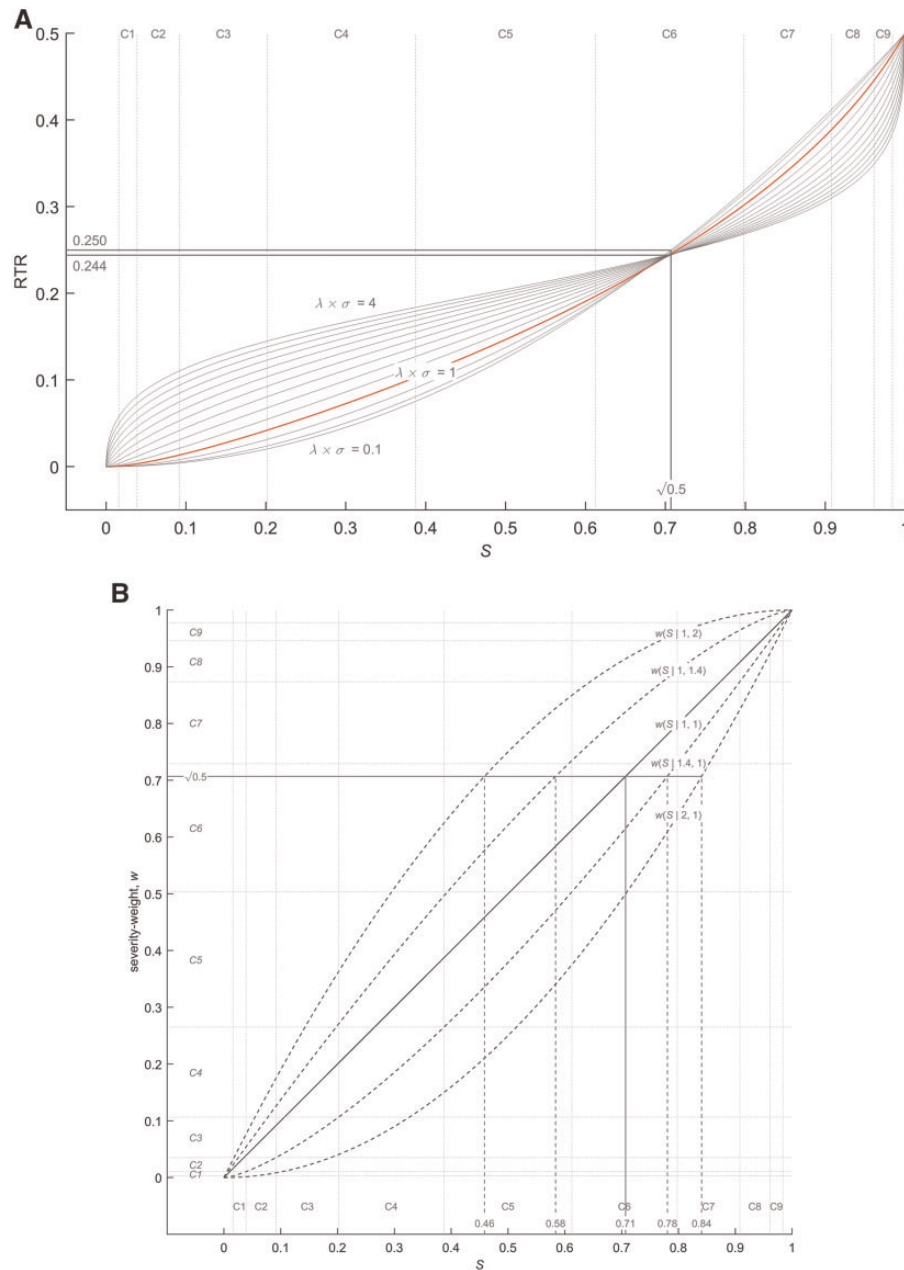 A
C1 C2 C3 C4 C5 C6 C7 C8 C9
0.5
0.4
0.3
0.250
0.244
RTR
0.2
λ × σ = 4
0.1
λ × σ = 1
λ × σ = 0.1
0
√0.5
0 0.1 0.2 0.3 0.4 0.5 0.6 0.7 0.8 0.9 1
S
B
1
C9
w(S | 1, 2)
C8
0.9
w(S | 1, 1.4)
0.8
C7
w(S | 1, 1)
w(S | 1.4, 1)
√0.5
0.7
w(S | 2, 1)
C6
0.6
severity-weight, w
0.5
0.4
C5
0.3
0.2
C4
0.1
C3
C2
C1
0
C1 C2 C3 C4 C5 C6 C7 C8 C9
0.46 0.58 0.71 0.78 0.84
0 0.1 0.2 0.3 0.4 0.5 0.6 0.7 0.8 0.9 1
S